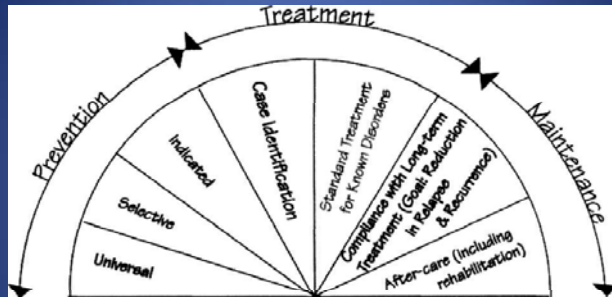 Treatment
Prevention
Maintenance
Universal
Selective
Indicated
Case Identification
Standard Treatment
for Known Disorders
Compliance with Long-term
Treatment (Goal: Reduction
in Relapse
& Recurrence)
After-care (Including
rehabilitation)